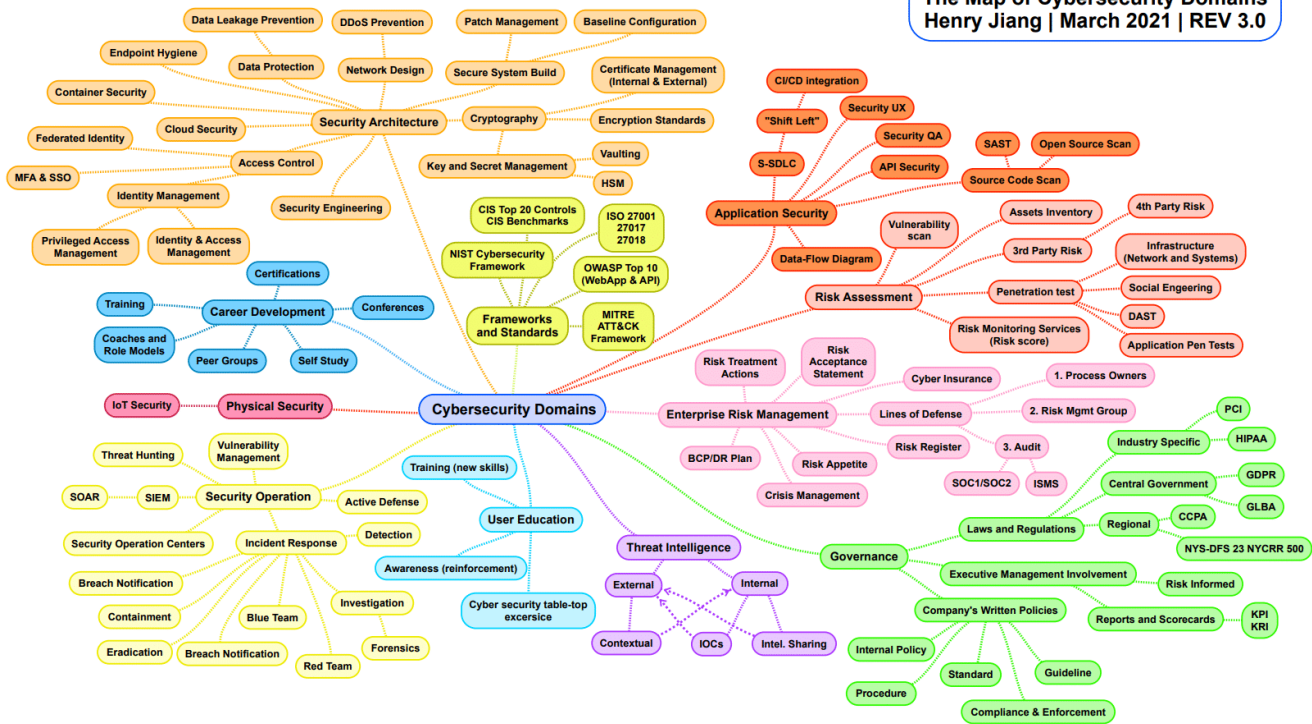 The Map of Cybersecurity Domains
Henry Jiang | March 2021 | REV 3.0
Data Leakage Prevention
DDoS Prevention
Patch Management
Baseline Configuration
Endpoint Hygiene
Data Protection
Network Design
Secure System Build
Certificate Management
(Internal & External)
Container Security
Security Architecture
Cryptography
Encryption Standards
Federated Identity
Cloud Security
Access Control
Key and Secret Management
Vaulting
HSM
MFA & SSO
Identity Management
Security Engineering
Privileged Access
Management
Identity & Access
Management
CI/CD integration
Security UX
"Shift Left"
Security QA
SAST
Open Source Scan
S-SDLC
API Security
Source Code Scan
Application Security
Data-Flow Diagram
CIS Top 20 Controls
CIS Benchmarks
ISO 27001
27017
27018
NIST Cybersecurity
Framework
OWASP Top 10
(WebApp & API)
Frameworks
and Standards
MITRE
ATT&CK
Framework
Vulnerability
scan
Assets Inventory
4th Party Risk
3rd Party Risk
Infrastructure
(Network and Systems)
Risk Assessment
Penetration test
Social Engeering
DAST
Risk Monitoring Services
(Risk score)
Application Pen Tests
Certifications
Training
Career Development
Conferences
Coaches and
Role Models
Peer Groups
Self Study
IoT Security
Physical Security
Cybersecurity Domains
Risk Treatment
Actions
Risk
Acceptance
Statement
Cyber Insurance
1. Process Owners
Enterprise Risk Management
Lines of Defense
2. Risk Mgmt Group
BCP/DR Plan
Risk Appetite
Risk Register
3. Audit
Crisis Management
SOC1/SOC2
ISMS
Threat Hunting
Vulnerability
Management
SOAR
SIEM
Security Operation
Active Defense
Security Operation Centers
Incident Response
Detection
Breach Notification
Investigation
Containment
Blue Team
Eradication
Breach Notification
Red Team
Forensics
Training (new skills)
User Education
Awareness (reinforcement)
Cyber security table-top
excersice
Threat Intelligence
External
Internal
Contextual
IOCs
Intel. Sharing
PCI
Industry Specific
HIPAA
Central Government
GDPR
GLBA
Laws and Regulations
Regional
CCPA
NYS-DFS 23 NYCRR 500
Governance
Executive Management Involvement
Risk Informed
Company's Written Policies
Reports and Scorecards
KPI
KRI
Internal Policy
Procedure
Standard
Guideline
Compliance & Enforcement